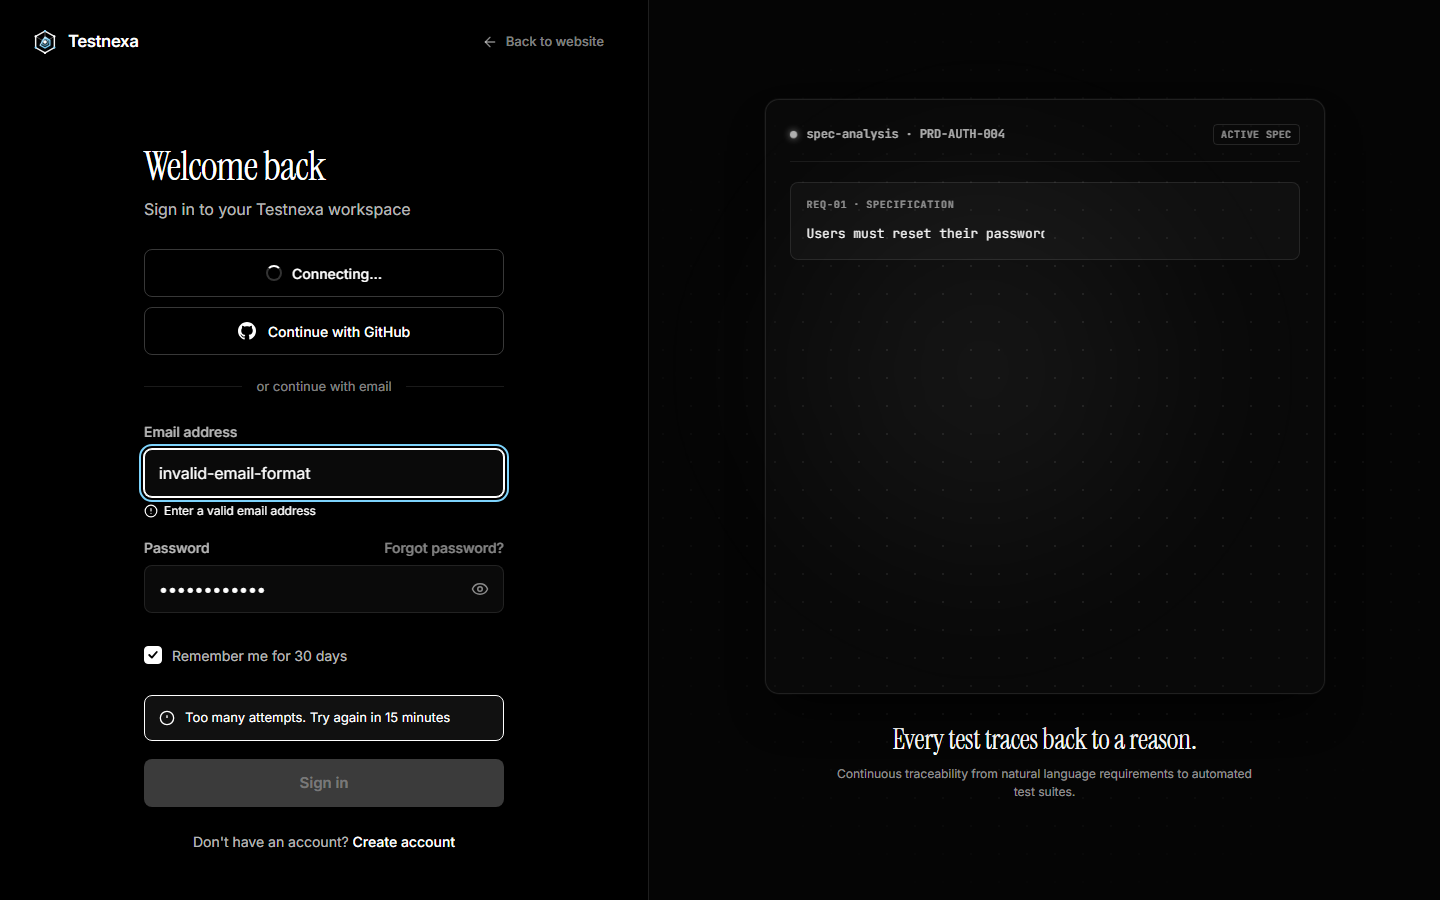 Testnexa
Back to website
Welcome back
Sign in to your Testnexa workspace
Connecting...
Continue with GitHub
or continue with email
Email address
invalid-email-format
Enter a valid email address
Password
Forgot password?
Remember me for 30 days
Too many attempts. Try again in 15 minutes
Sign in
Don't have an account? Create account
spec-analysis · PRD-AUTH-004
ACTIVE SPEC
REQ-01 · SPECIFICATION
Users must reset their password
Every test traces back to a reason.
Continuous traceability from natural language requirements to automated
test suites.